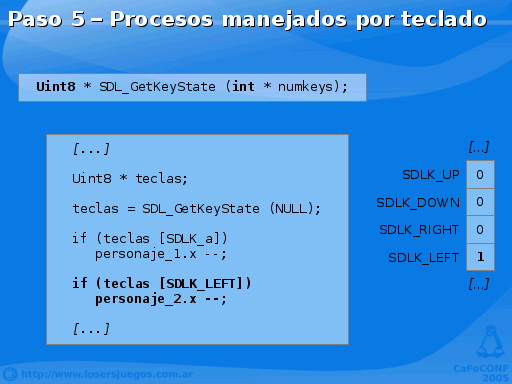 Paso 5 – Procesos manejados por teclado
Uint8 * SDL_GetKeyState (int * numkeys);
[...]
Uint8 * teclas;
teclas = SDL_GetKeyState (NULL);
if (teclas [SDLK_a])
personaje_1.x --;
if (teclas [SDLK_LEFT])
personaje_2.x --;
[...]
[...]
SDLK_UP 0
SDLK_DOWN 0
SDLK_RIGHT 0
SDLK_LEFT 1
[...]
http://www.losersjuegos.com.ar
CaFeCONF
2005